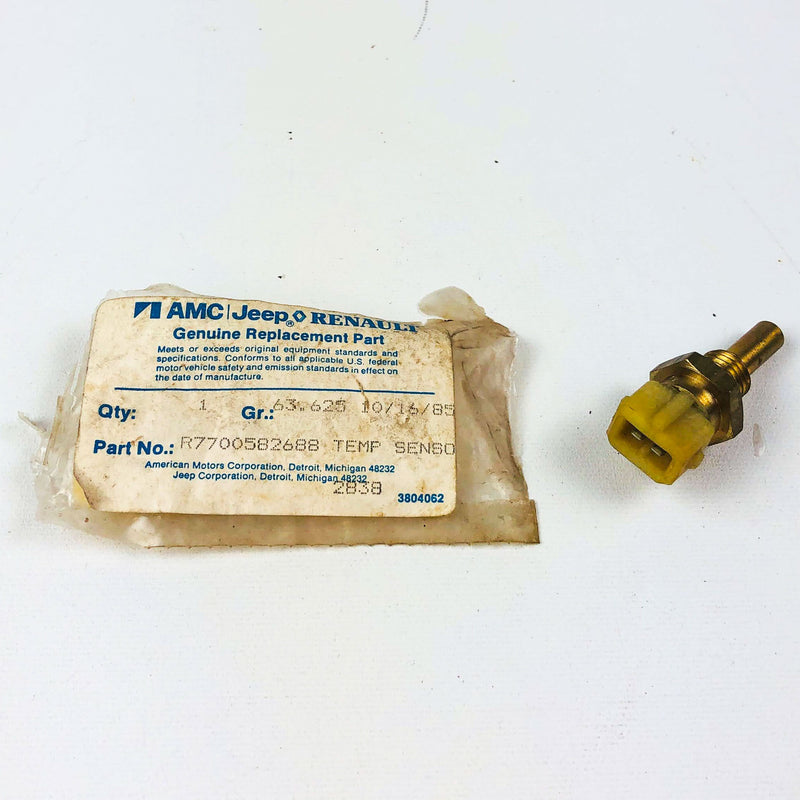 AMC|Jeep® RENAULT
Genuine Replacement Part
Meets or exceeds original equipment standards and
specifications. Conforms to all applicable U.S. federal
motor vehicle safety and emission standards in effect on
the date of manufacture.
Qty: 1 Gr.: 63.625 10/16/85
Part No.: R7700582688 TEMP SENSO
American Motors Corporation, Detroit, Michigan 48232
Jeep Corporation, Detroit, Michigan 48232
2838
3804062